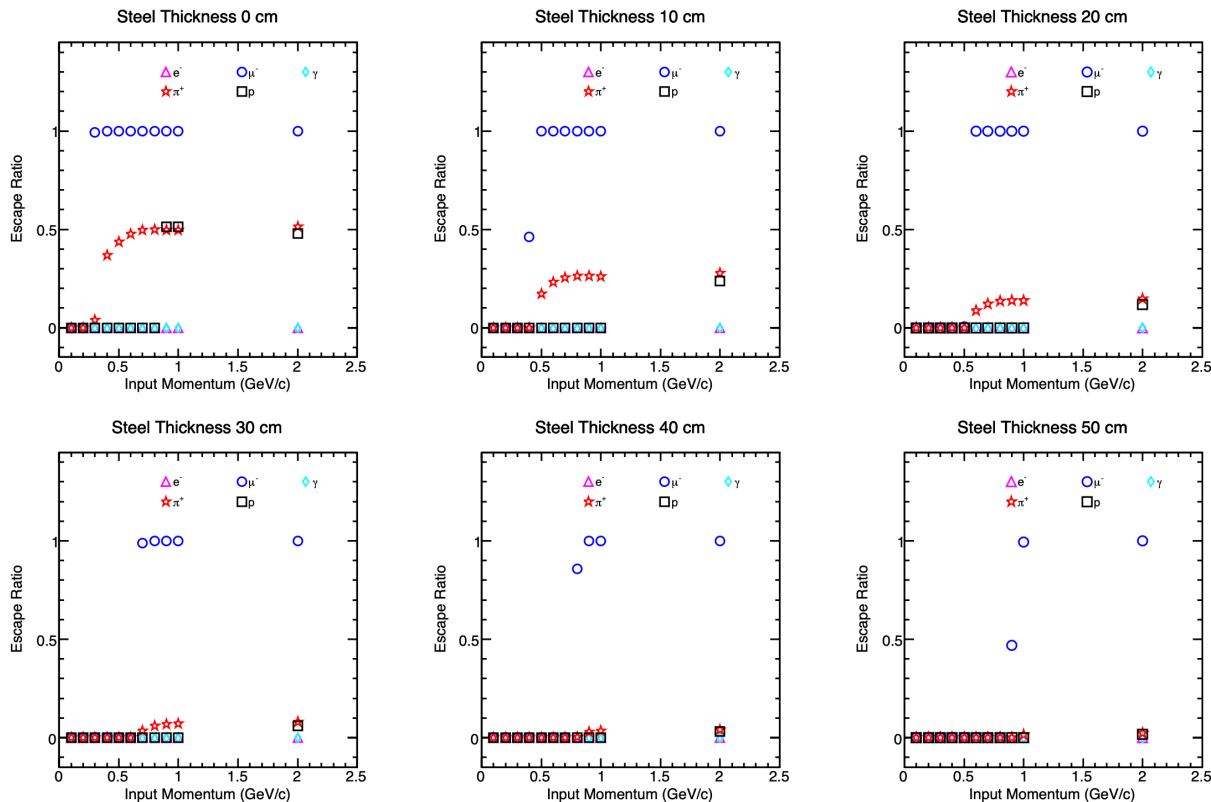 Steel Thickness 0 cm
e⁻ μ⁻ γ
π⁺ p
1
0.5
0
Escape Ratio
0 0.5 1 1.5 2 2.5
Input Momentum (GeV/c)
Steel Thickness 10 cm
e⁻ μ⁻ γ
π⁺ p
1
0.5
0
Escape Ratio
0 0.5 1 1.5 2 2.5
Input Momentum (GeV/c)
Steel Thickness 20 cm
e⁻ μ⁻ γ
π⁺ p
1
0.5
0
Escape Ratio
0 0.5 1 1.5 2 2.5
Input Momentum (GeV/c)
Steel Thickness 30 cm
e⁻ μ⁻ γ
π⁺ p
1
0.5
0
Escape Ratio
0 0.5 1 1.5 2 2.5
Input Momentum (GeV/c)
Steel Thickness 40 cm
e⁻ μ⁻ γ
π⁺ p
1
0.5
0
Escape Ratio
0 0.5 1 1.5 2 2.5
Input Momentum (GeV/c)
Steel Thickness 50 cm
e⁻ μ⁻ γ
π⁺ p
1
0.5
0
Escape Ratio
0 0.5 1 1.5 2 2.5
Input Momentum (GeV/c)